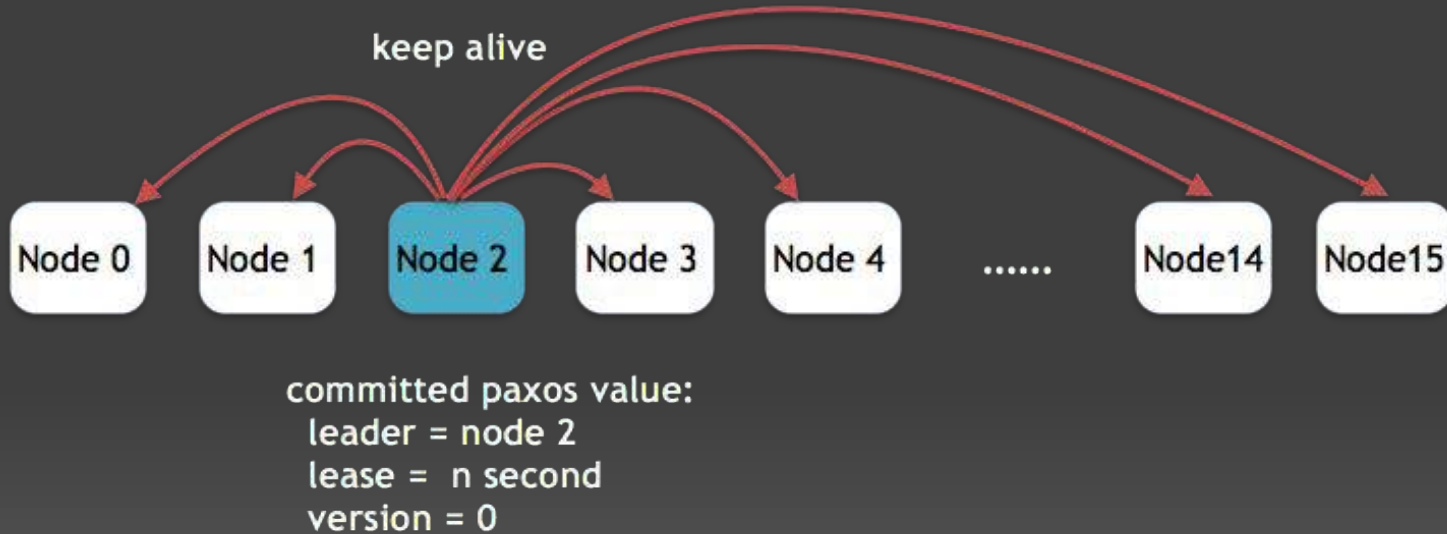 keep alive
Node 0
Node 1
Node 2
Node 3
Node 4
......
Node14
Node15
committed paxos value:
leader = node 2
lease = n second
version = 0